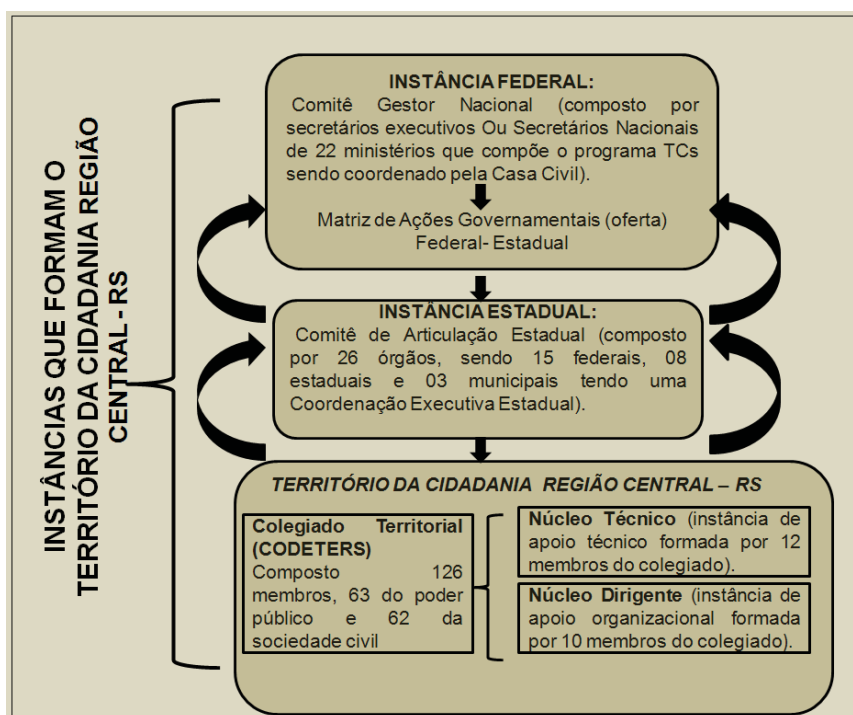 INSTÂNCIAS QUE FORMAM O
TERRITÓRIO DA CIDADANIA REGIÃO
CENTRAL - RS
INSTÂNCIA FEDERAL:
Comitê Gestor Nacional (composto por
secretários executivos Ou Secretários Nacionais
de 22 ministérios que compõe o programa TCs
sendo coordenado pela Casa Civil).
Matriz de Ações Governamentais (oferta)
Federal- Estadual
INSTÂNCIA ESTADUAL:
Comitê de Articulação Estadual (composto
por 26 órgãos, sendo 15 federais, 08
estaduais e 03 municipais tendo uma
Coordenação Executiva Estadual).
TERRITÓRIO DA CIDADANIA REGIÃO CENTRAL – RS
Colegiado Territorial
(CODETERS)
Composto 126
membros, 63 do poder
público e 62 da
sociedade civil
Núcleo Técnico (instância de
apoio técnico formada por 12
membros do colegiado).
Núcleo Dirigente (instância de
apoio organizacional formada
por 10 membros do colegiado).